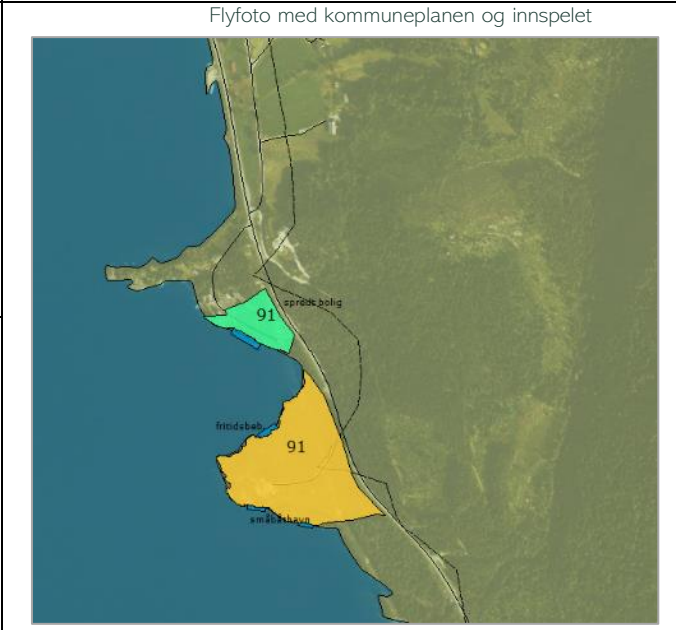 Flyfoto med kommuneplanen og innspelet
spredt bolig
91
91
fritidsbeb.
småbåthavn